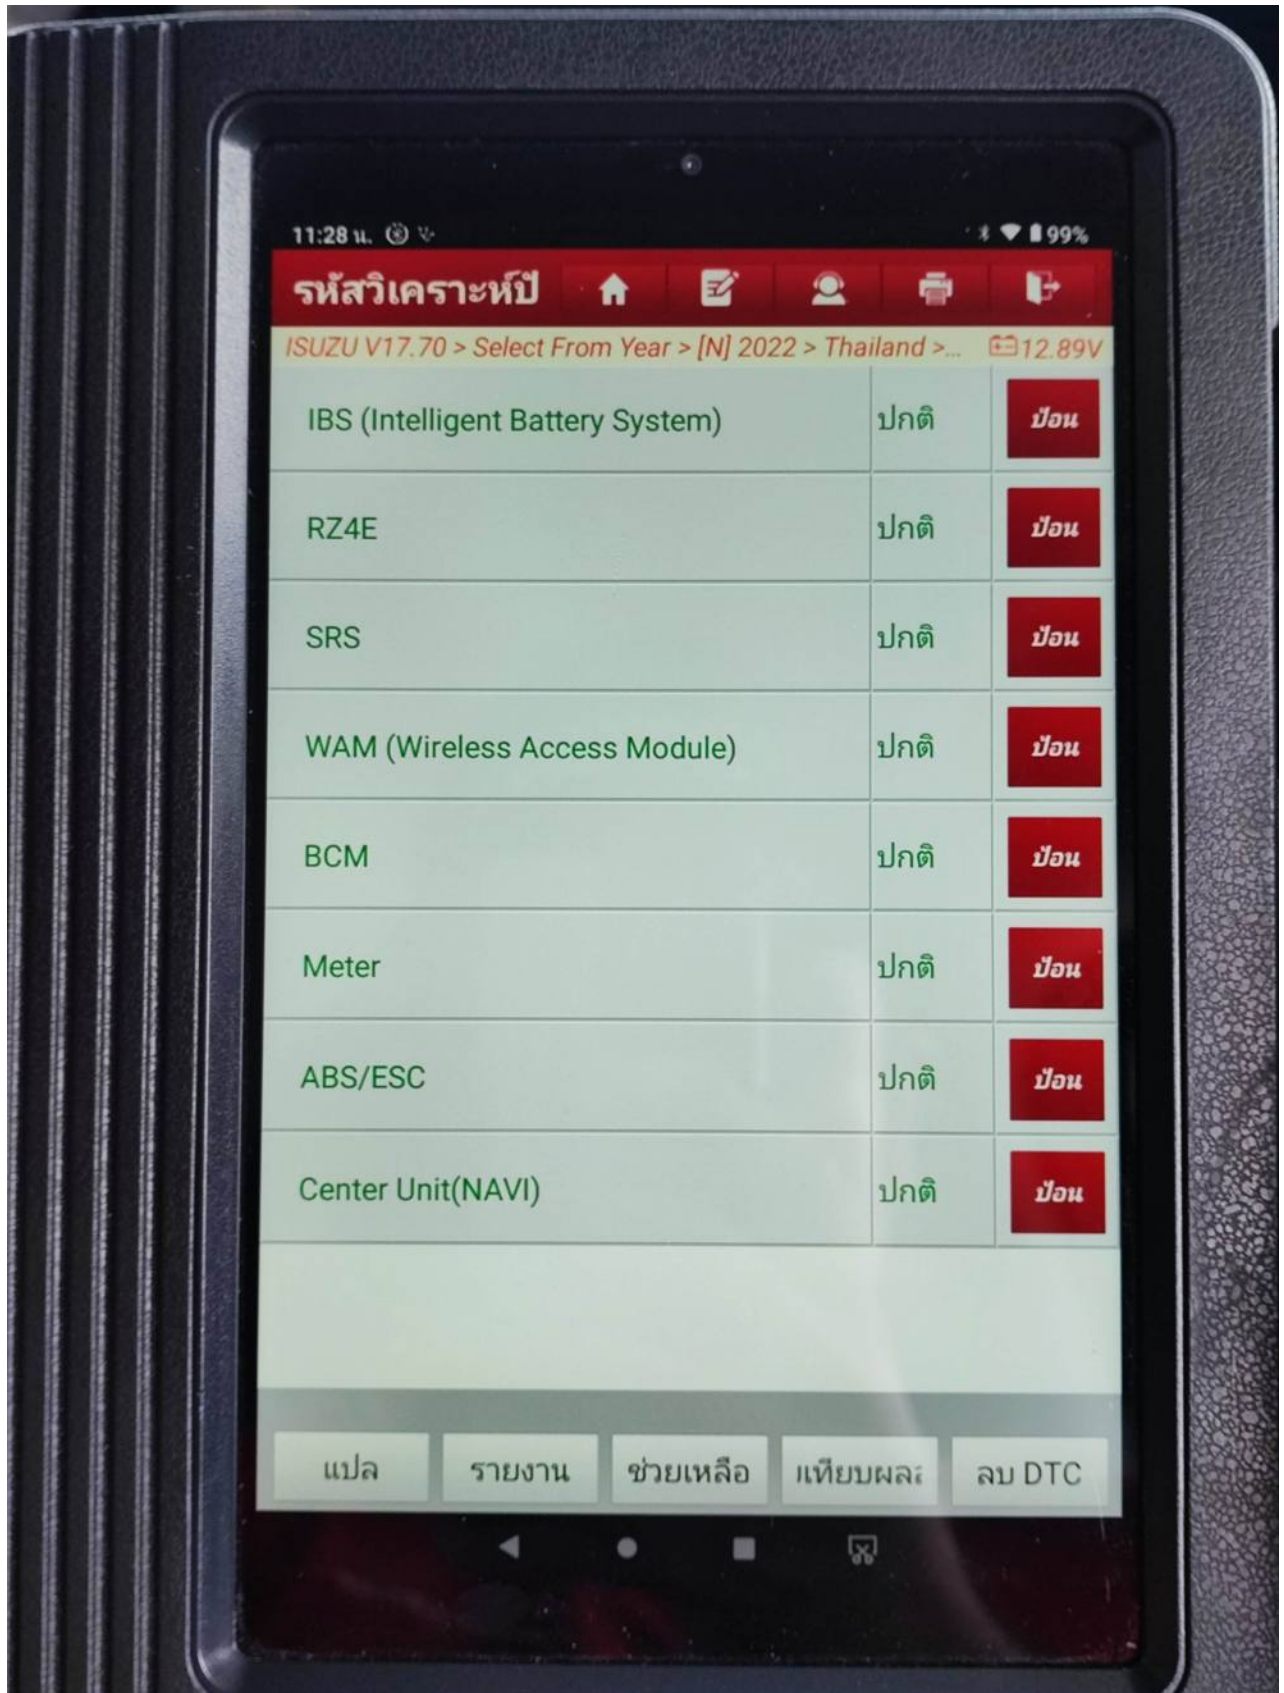 11:28 น. 99%
รหัสวิเคราะห์ปั
ISUZU V17.70 > Select From Year > [N] 2022 > Thailand >... 12.89V
IBS (Intelligent Battery System) ปกติ ป้อน
RZ4E ปกติ ป้อน
SRS ปกติ ป้อน
WAM (Wireless Access Module) ปกติ ป้อน
BCM ปกติ ป้อน
Meter ปกติ ป้อน
ABS/ESC ปกติ ป้อน
Center Unit(NAVI) ปกติ ป้อน
แปล รายงาน ช่วยเหลือ เทียบผล ลบ DTC